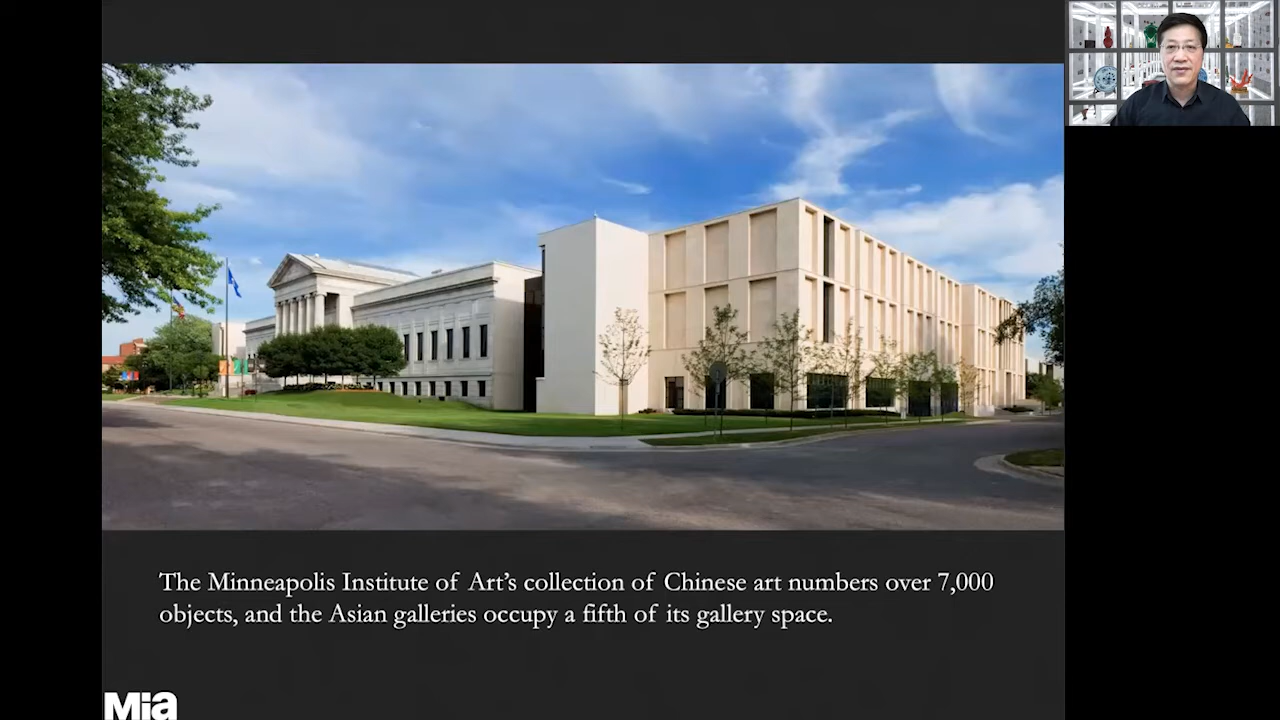 The Minneapolis Institute of Art’s collection of Chinese art numbers over 7,000
objects, and the Asian galleries occupy a fifth of its gallery space.
Mia